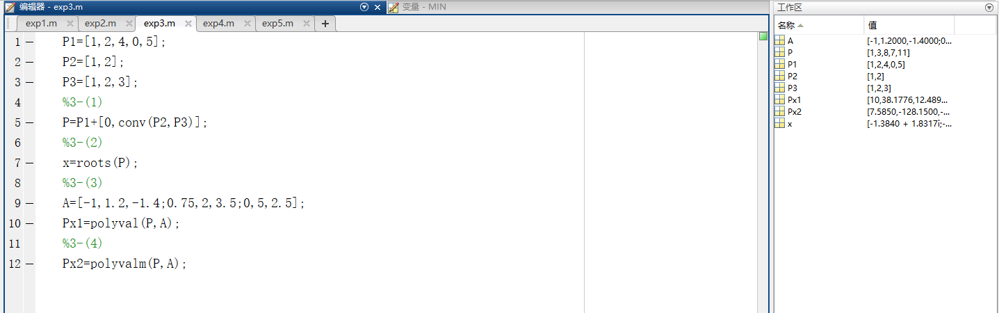 编辑器 - exp3.m
变量 - MIN
exp1.m exp2.m exp3.m exp4.m exp5.m +
1 — P1=[1,2,4,0,5];
2 — P2=[1,2];
3 — P3=[1,2,3];
4 %3-(1)
5 — P=P1+[0,conv(P2,P3)];
6 %3-(2)
7 — x=roots(P);
8 %3-(3)
9 — A=[-1,1.2,-1.4;0.75,2,3.5;0,5,2.5];
10 — Px1=polyval(P,A);
11 %3-(4)
12 — Px2=polyvalm(P,A);
工作区
名称 值
A [-1,1.2000,-1.4000;0...
P [1,3,8,7,11]
P1 [1,2,4,0,5]
P2 [1,2]
P3 [1,2,3]
Px1 [10,38.1776,12.489...
Px2 [7.5850,-128.1500,-...
x [-1.3840 + 1.8317i;-...